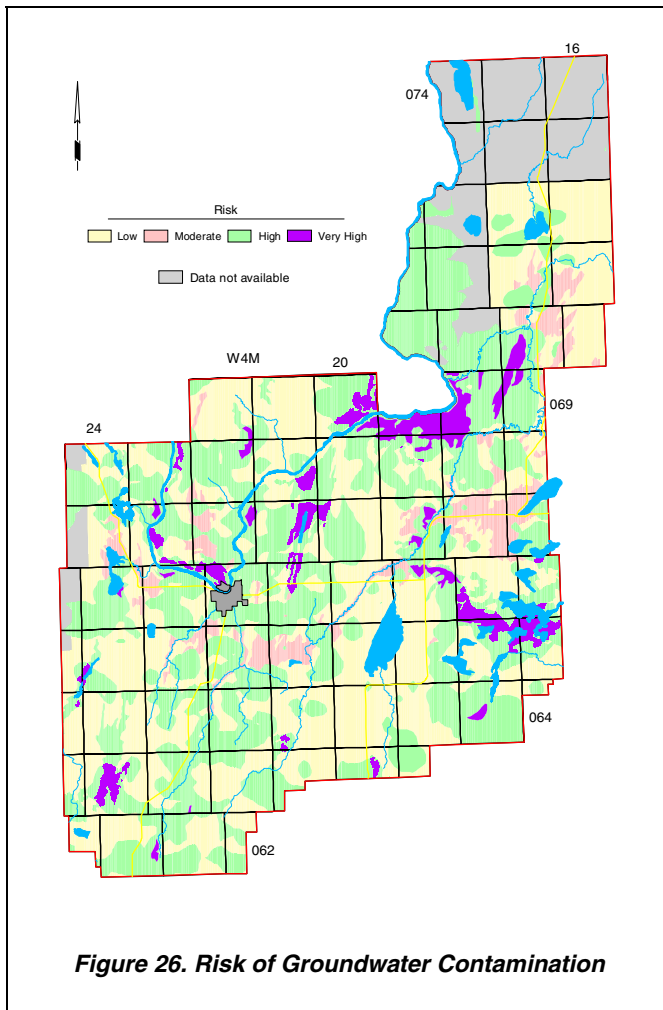 16
074
Risk
Low Moderate High Very High
Data not available
W4M
20
069
24
064
062
Figure 26. Risk of Groundwater Contamination